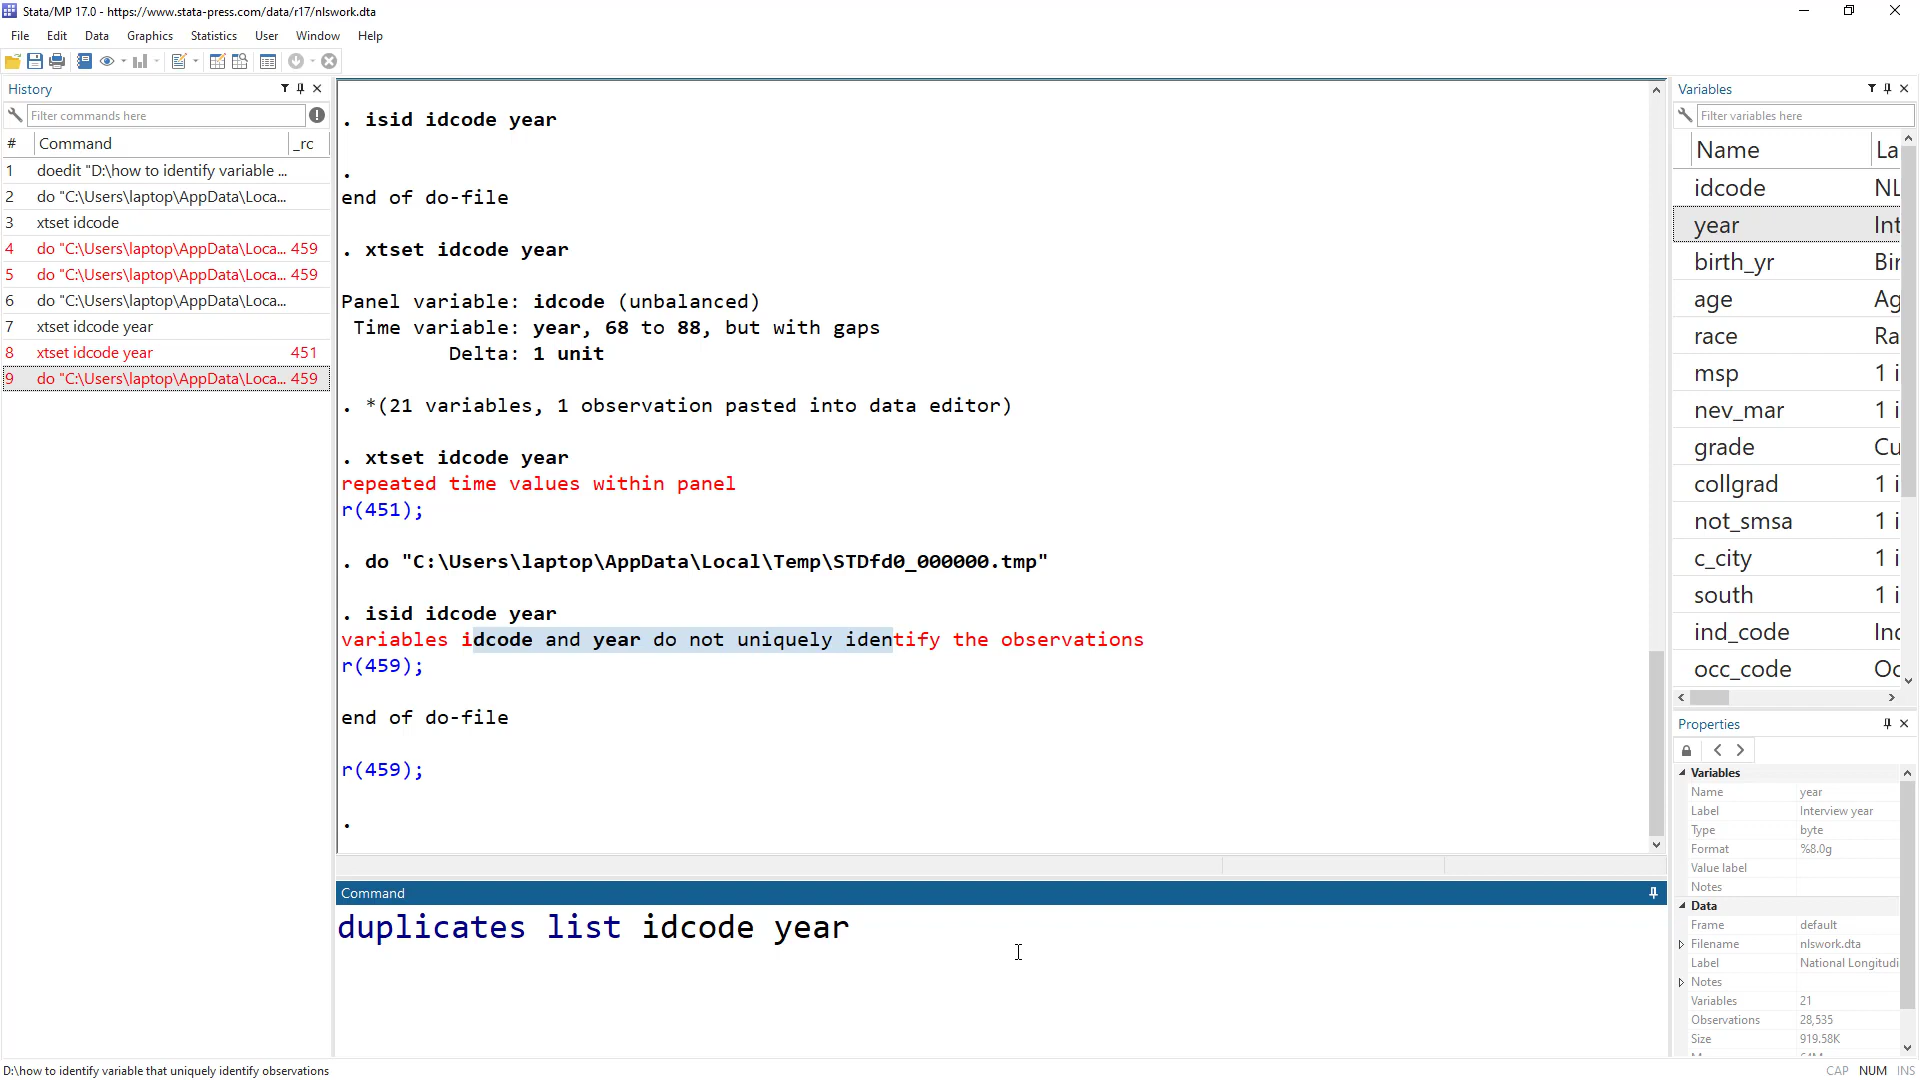 Stata/MP 17.0 - https://www.stata-press.com/data/r17/nlswork.dta
File Edit Data Graphics Statistics User Window Help
History
Filter commands here
# Command _rc
1 doedit "D:\how to identify variable ...
2 do "C:\Users\laptop\AppData\Loca...
3 xtset idcode
4 do "C:\Users\laptop\AppData\Loca... 459
5 do "C:\Users\laptop\AppData\Loca... 459
6 do "C:\Users\laptop\AppData\Loca...
7 xtset idcode year
8 xtset idcode year 451
9 do "C:\Users\laptop\AppData\Loca... 459
. isid idcode year
.
end of do-file
. xtset idcode year
Panel variable: idcode (unbalanced)
Time variable: year, 68 to 88, but with gaps
Delta: 1 unit
. *(21 variables, 1 observation pasted into data editor)
. xtset idcode year
repeated time values within panel
r(451);
. do "C:\Users\laptop\AppData\Local\Temp\STDfd0_000000.tmp"
. isid idcode year
variables idcode and year do not uniquely identify the observations
r(459);
end of do-file
r(459);
.
Command
duplicates list idcode year
Variables
Filter variables here
Name La
idcode NL
year Int
birth_yr Bir
age Ag
race Ra
msp 1 i
nev_mar 1 i
grade Cu
collgrad 1 i
not_smsa 1 i
c_city 1 i
south 1 i
ind_code Inc
occ_code Oc
Properties
Variables
Name year
Label Interview year
Type byte
Format %8.0g
Value label
Notes
Data
Frame default
Filename nlswork.dta
Label National Longitudi
Notes
Variables 21
Observations 28,535
Size 919.58K
D:\how to identify variable that uniquely identify observations
CAP NUM INS